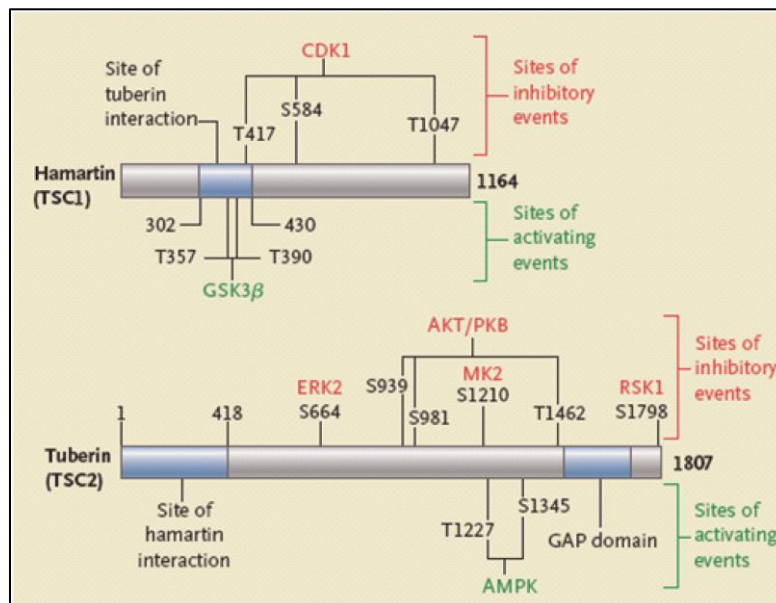 CDK1
Site of
tuberin
interaction
T417
S584
T1047
Sites of
inhibitory
events
Hamartin
(TSC1)
1164
302
430
T357
T390
GSK3β
Sites of
activating
events
AKT/PKB
ERK2
S664
S939
S981
MK2
S1210
T1462
RSK1
S1798
Sites of
inhibitory
events
1
418
Tuberin
(TSC2)
1807
Site of
hamartin
interaction
T1227
S1345
GAP domain
AMPK
Sites of
activating
events